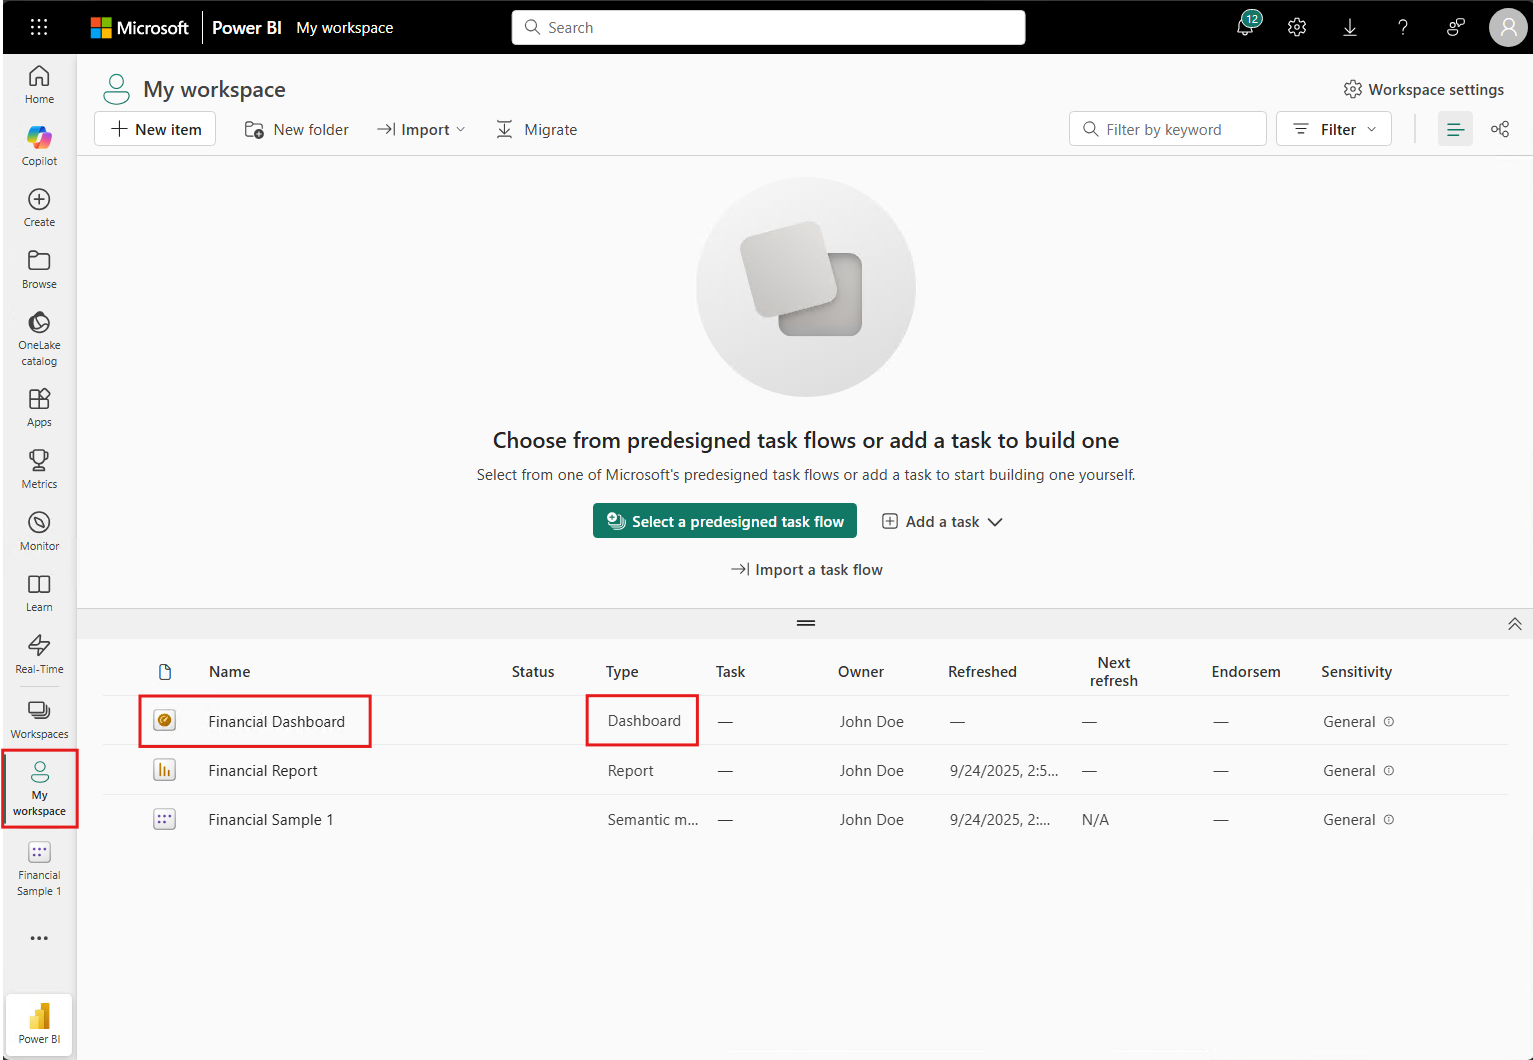 Microsoft Power BI My workspace Search 12
Home
Copilot
Create
Browse
OneLake
catalog
Apps
Metrics
Monitor
Learn
Real-Time
Workspaces
My
workspace
Financial
Sample 1
Power BI
My workspace Workspace settings
New item New folder Import Migrate Filter by keyword Filter
Choose from predesigned task flows or add a task to build one
Select from one of Microsoft's predesigned task flows or add a task to start building one yourself.
Select a predesigned task flow Add a task
Import a task flow
Name Status Type Task Owner Refreshed Next refresh Endorsem Sensitivity
Financial Dashboard Dashboard — John Doe — — — General
Financial Report Report — John Doe 9/24/2025, 2:5... — — General
Financial Sample 1 Semantic m... — John Doe 9/24/2025, 2:... N/A — General